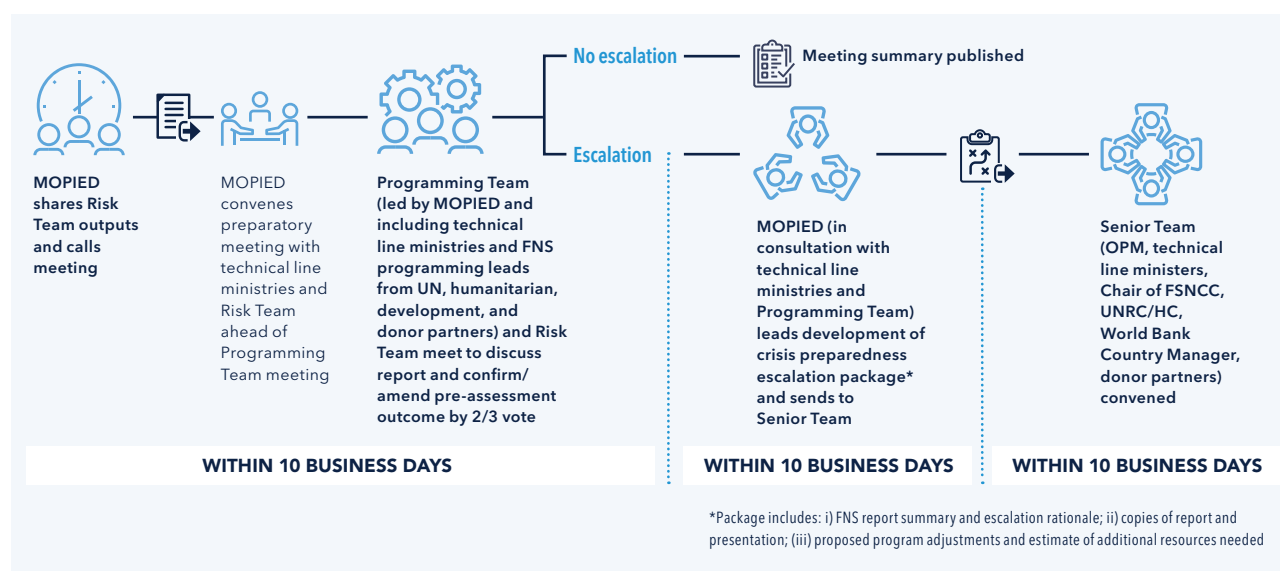 No escalation
Meeting summary published
Escalation
MOPIED
shares Risk
Team outputs
and calls
meeting
MOPIED
convenes
preparatory
meeting with
technical line
ministries and
Risk Team
ahead of
Programming
Team meeting
Programming Team
(led by MOPIED and
including technical
line ministries and FNS
programming leads
from UN, humanitarian,
development, and
donor partners) and Risk
Team meet to discuss
report and confirm/
amend pre-assessment
outcome by 2/3 vote
MOPIED (in
consultation with
technical line
ministries and
Programming Team)
leads development of
crisis preparedness
escalation package*
and sends to
Senior Team
Senior Team
(OPM, technical
line ministers,
Chair of FSNCC,
UNRC/HC,
World Bank
Country Manager,
donor partners)
convened
WITHIN 10 BUSINESS DAYS
WITHIN 10 BUSINESS DAYS
WITHIN 10 BUSINESS DAYS
*Package includes: i) FNS report summary and escalation rationale; ii) copies of report and
presentation; (iii) proposed program adjustments and estimate of additional resources needed